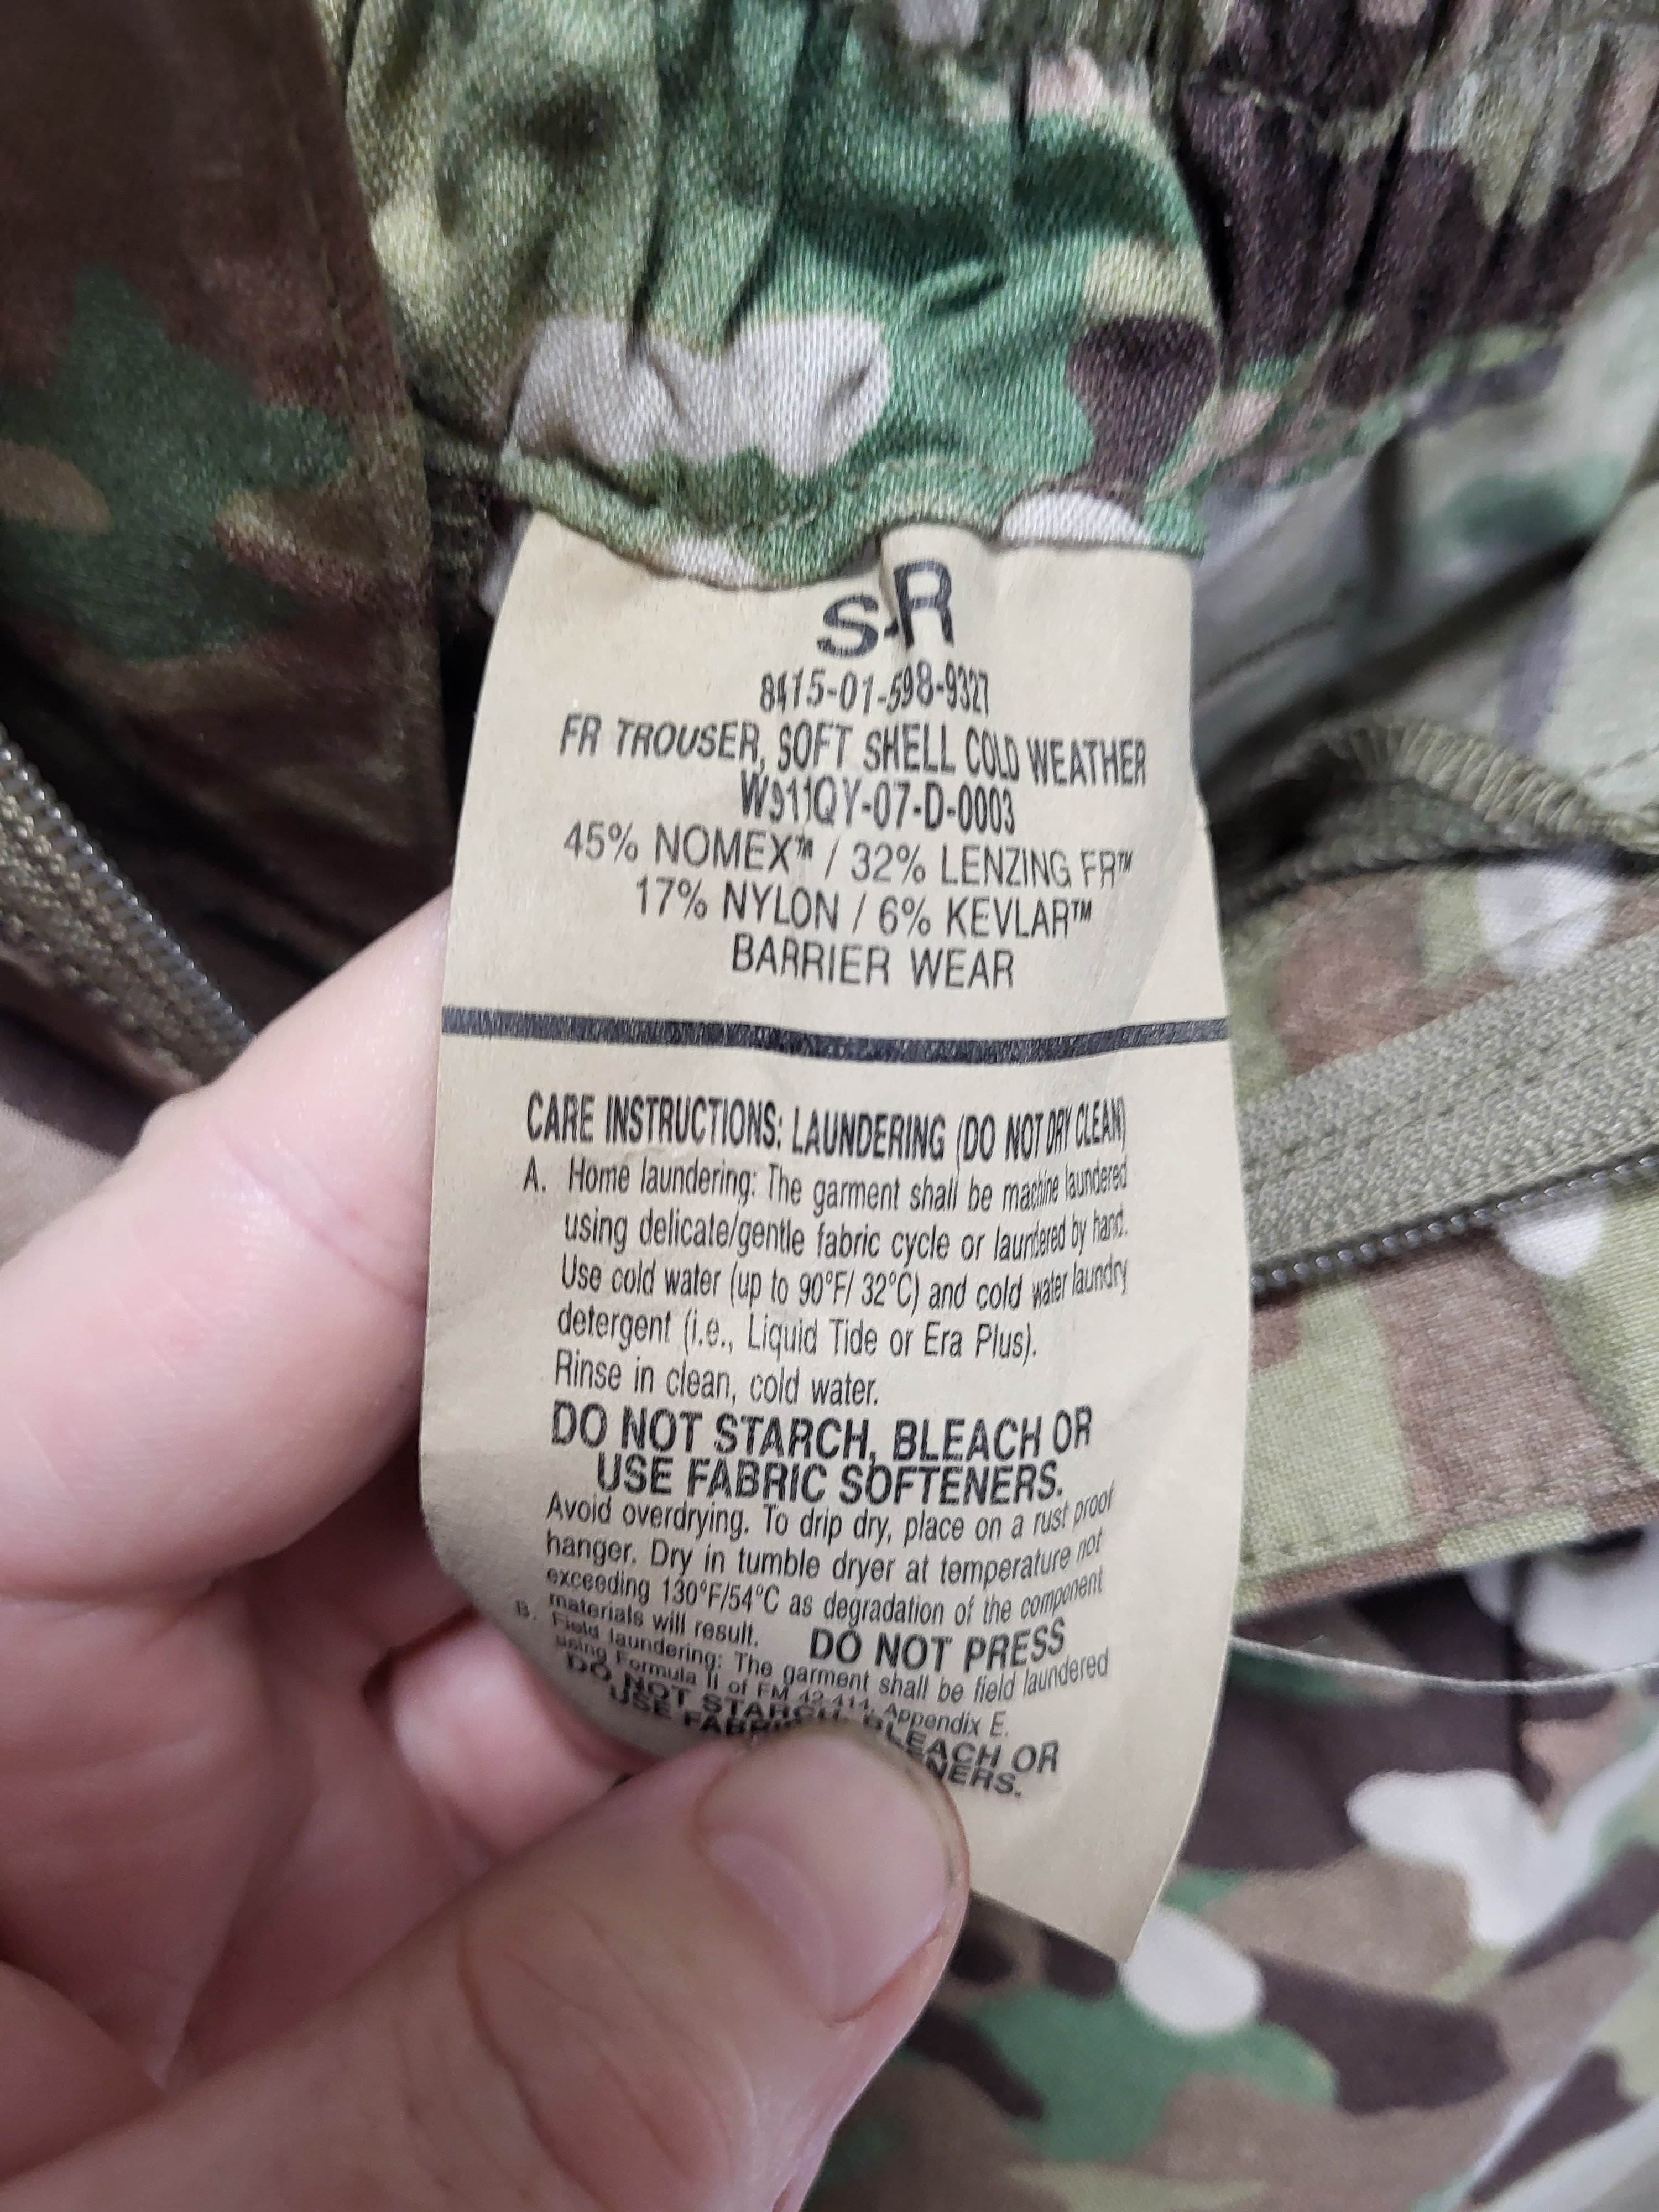 S-R
8415-01-598-9327
FR TROUSER, SOFT SHELL COLD WEATHER
W911QY-07-D-0003
45% NOMEX™ / 32% LENZING FR™
17% NYLON / 6% KEVLAR™
BARRIER WEAR
CARE INSTRUCTIONS: LAUNDERING (DO NOT DRY CLEAN)
A. Home laundering: The garment shall be machine laundered
using delicate/gentle fabric cycle or laundered by hand.
Use cold water (up to 90°F/ 32°C) and cold water laundry
detergent (i.e., Liquid Tide or Era Plus).
Rinse in clean, cold water.
DO NOT STARCH, BLEACH OR
USE FABRIC SOFTENERS.
Avoid overdrying. To drip dry, place on a rust proof
hanger. Dry in tumble dryer at temperature not
exceeding 130°F/54°C as degradation of the component
materials will result. DO NOT PRESS
B. Field laundering: The garment shall be field laundered
using Formula II of FM 42-414, Appendix E.
DO NOT STARCH, BLEACH OR
USE